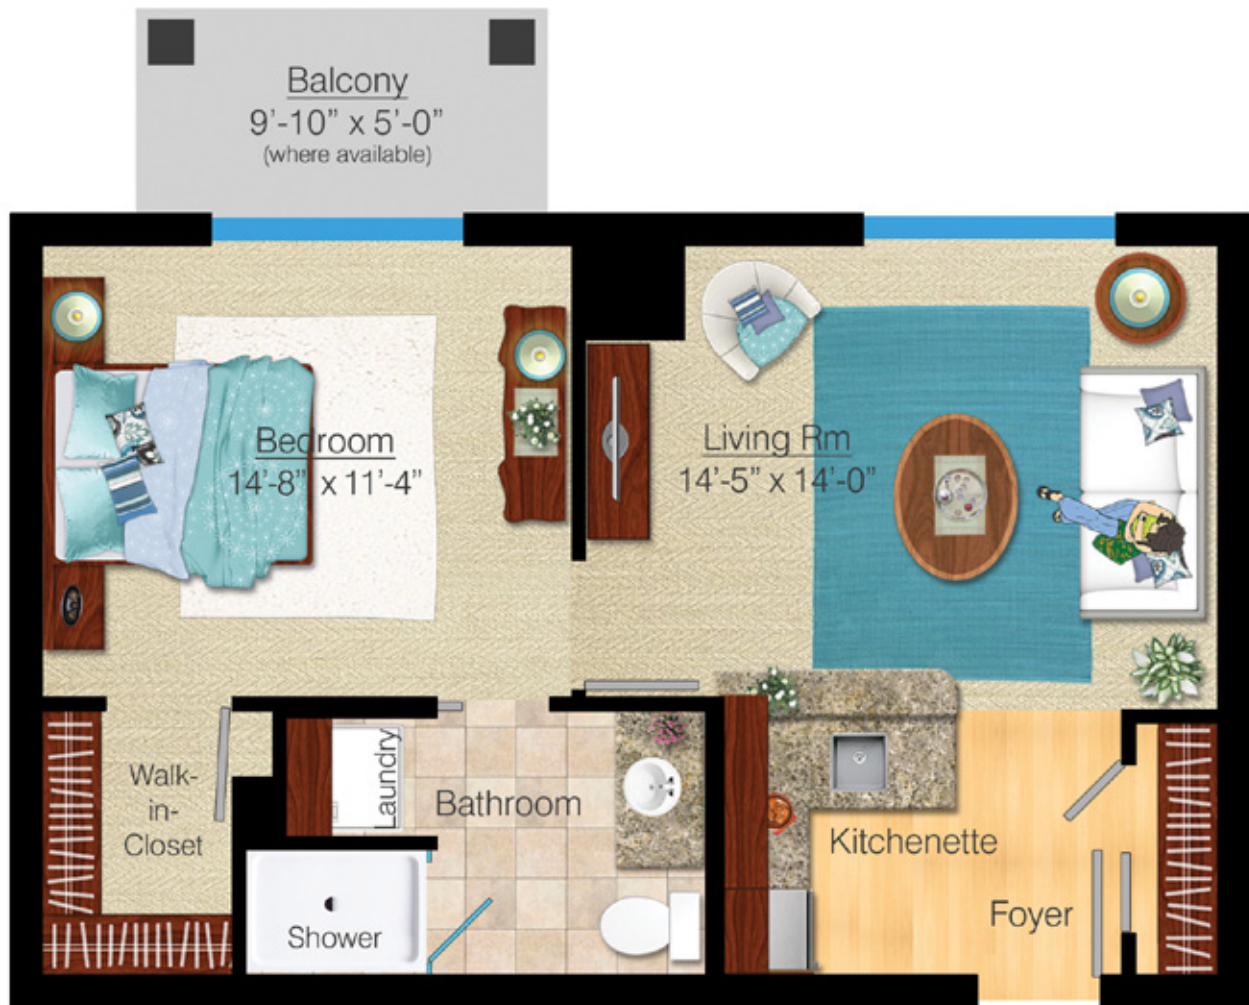 Balcony
9’-10” x 5’-0”
(where available)
Bedroom
14’-8” x 11’-4”
Living Rm
14’-5” x 14’-0”
Walk-
in-
Closet
Laundry
Bathroom
Shower
Kitchenette
Foyer